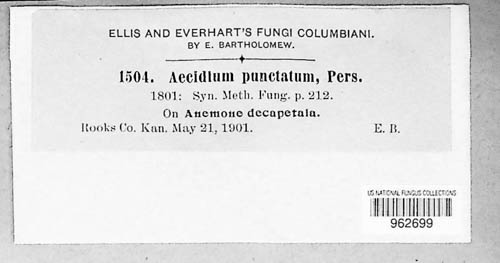 ELLIS AND EVERHART'S FUNGI COLUMBIANI.
BY E. BARTHOLOMEW.
1504. Aecidium punctatum, Pers.
1801: Syn. Meth. Fung. p. 212.
On Anemone decapetala.
Rooks Co. Kan. May 21, 1901. E. B.
US NATIONAL FUNGUS COLLECTIONS
962699